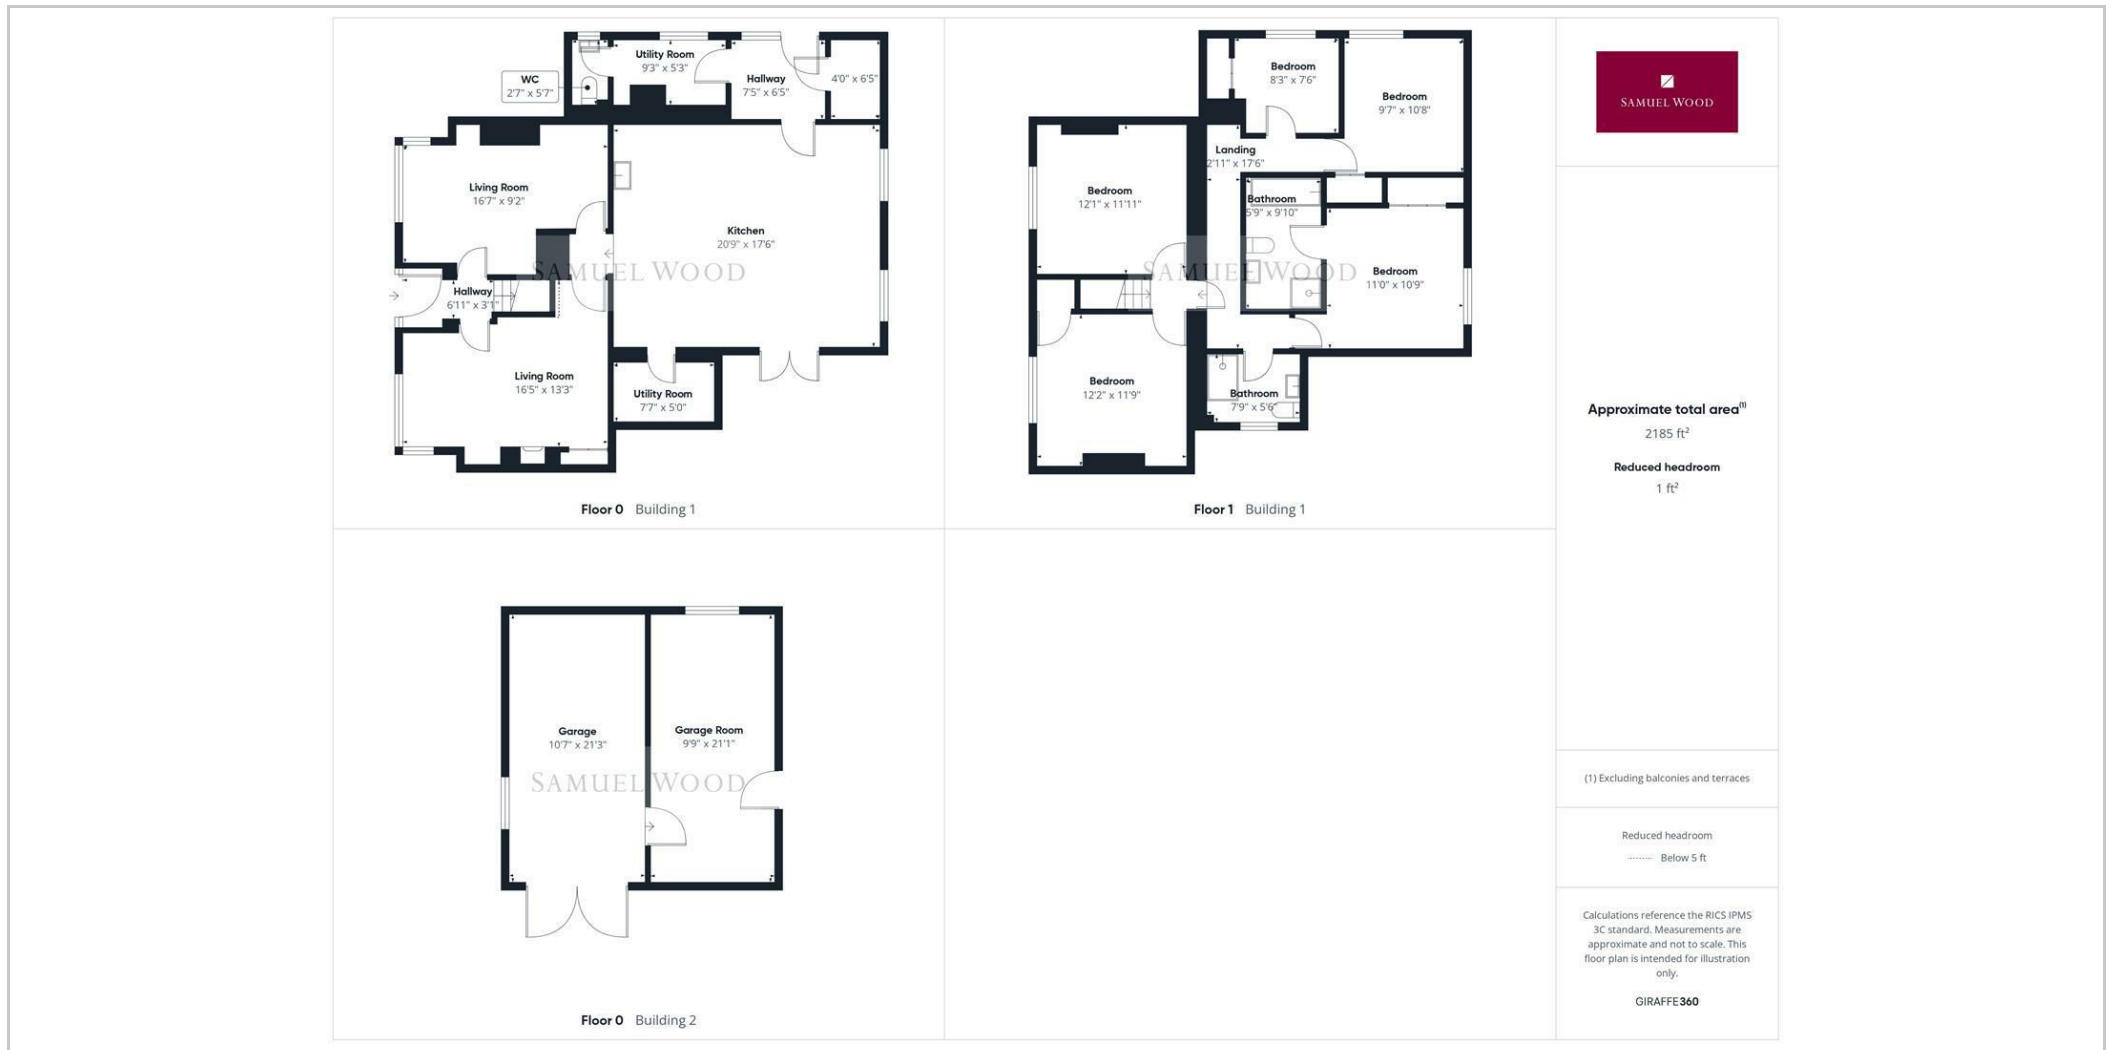 Utility Room
9'3" x 5'3"
WC
2'7" x 5'7"
Hallway
7'5" x 6'5"
4'0" x 6'5"
Living Room
16'7" x 9'2"
Kitchen
20'9" x 17'6"
SAMUEL WOOD
Hallway
6'11" x 3'1"
Living Room
16'5" x 13'3"
Utility Room
7'7" x 5'0"
Floor 0 Building 1
Bedroom
8'3" x 7'6"
Bedroom
9'7" x 10'8"
Landing
2'11" x 17'6"
Bedroom
12'1" x 11'11"
Bathroom
5'9" x 9'10"
SAMUEL WOOD
Bedroom
11'0" x 10'9"
Bedroom
12'2" x 11'9"
Bathroom
7'9" x 5'6"
Floor 1 Building 1
Garage
10'7" x 21'3"
Garage Room
9'9" x 21'1"
SAMUEL WOOD
Floor 0 Building 2
SAMUEL WOOD
Approximate total area(1)
2185 ft²
Reduced headroom
1 ft²
(1) Excluding balconies and terraces
Reduced headroom
Below 5 ft
Calculations reference the RICS IPMS
3C standard. Measurements are
approximate and not to scale. This
floor plan is intended for illustration
only.
GIRAFFE360